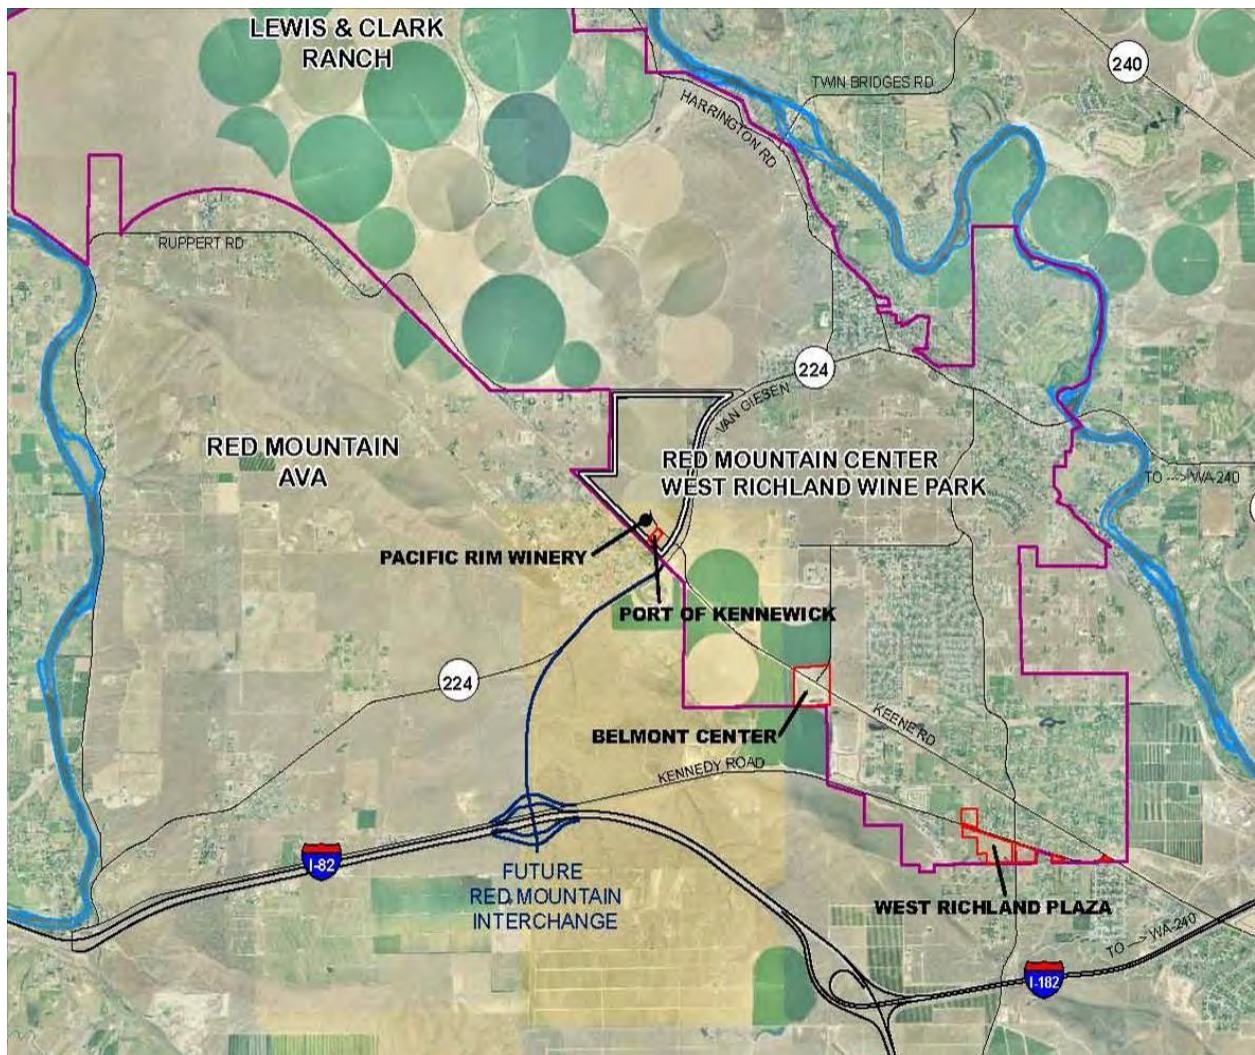 LEWIS & CLARK
RANCH
240
TWIN BRIDGES RD
HARRINGTON RD
RUPPERT RD
224
VAN GIESEN
RED MOUNTAIN
AVA
RED MOUNTAIN CENTER
WEST RICHLAND WINE PARK
TO ---> WA-240
PACIFIC RIM WINERY
PORT OF KENNEWICK
224
BELMONT CENTER
KEENE RD
KENNEDY ROAD
I-82
FUTURE
RED MOUNTAIN
INTERCHANGE
WEST RICHLAND PLAZA
TO ---> WA-240
I-182